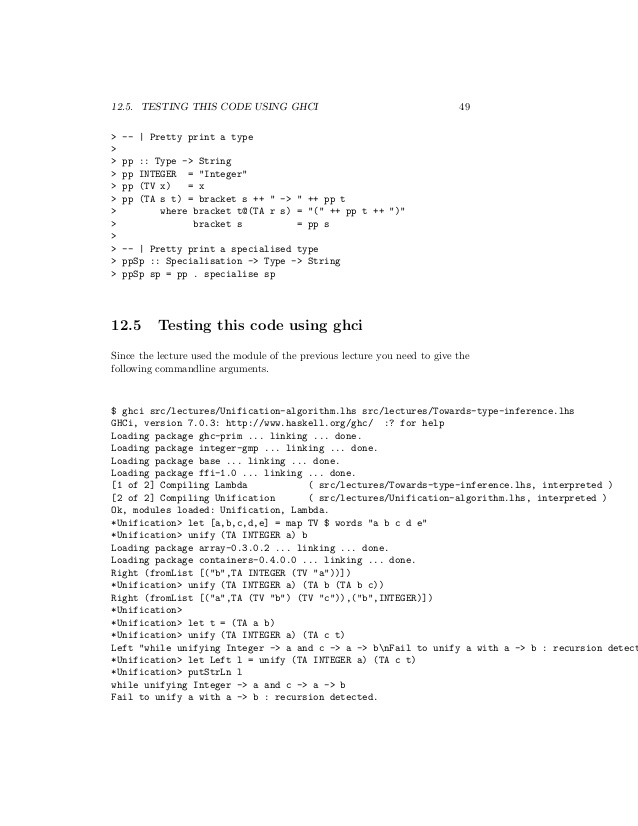 12.5. TESTING THIS CODE USING GHCI 49
> -- | Pretty print a type
>
> pp :: Type -> String
> pp INTEGER = "Integer"
> pp (TV x) = x
> pp (TA s t) = bracket s ++ " -> " ++ pp t
> where bracket t@(TA r s) = "(" ++ pp t ++ ")"
> bracket s = pp s
>
> -- | Pretty print a specialised type
> ppSp :: Specialisation -> Type -> String
> ppSp sp = pp . specialise sp
12.5 Testing this code using ghci
Since the lecture used the module of the previous lecture you need to give the
following commandline arguments.
$ ghci src/lectures/Unification-algorithm.lhs src/lectures/Towards-type-inference.lhs
GHCi, version 7.0.3: http://www.haskell.org/ghc/ :? for help
Loading package ghc-prim ... linking ... done.
Loading package integer-gmp ... linking ... done.
Loading package base ... linking ... done.
Loading package ffi-1.0 ... linking ... done.
[1 of 2] Compiling Lambda ( src/lectures/Towards-type-inference.lhs, interpreted )
[2 of 2] Compiling Unification ( src/lectures/Unification-algorithm.lhs, interpreted )
Ok, modules loaded: Unification, Lambda.
*Unification> let [a,b,c,d,e] = map TV $ words "a b c d e"
*Unification> unify (TA INTEGER a) b
Loading package array-0.3.0.2 ... linking ... done.
Loading package containers-0.4.0.0 ... linking ... done.
Right (fromList [("b",TA INTEGER (TV "a"))])
*Unification> unify (TA INTEGER a) (TA b (TA b c))
Right (fromList [("a",TA (TV "b") (TV "c")),("b",INTEGER)])
*Unification>
*Unification> let t = (TA a b)
*Unification> unify (TA INTEGER a) (TA c t)
Left "while unifying Integer -> a and c -> a -> b\nFail to unify a with a -> b : recursion detect
*Unification> let Left l = unify (TA INTEGER a) (TA c t)
*Unification> putStrLn l
while unifying Integer -> a and c -> a -> b
Fail to unify a with a -> b : recursion detected.